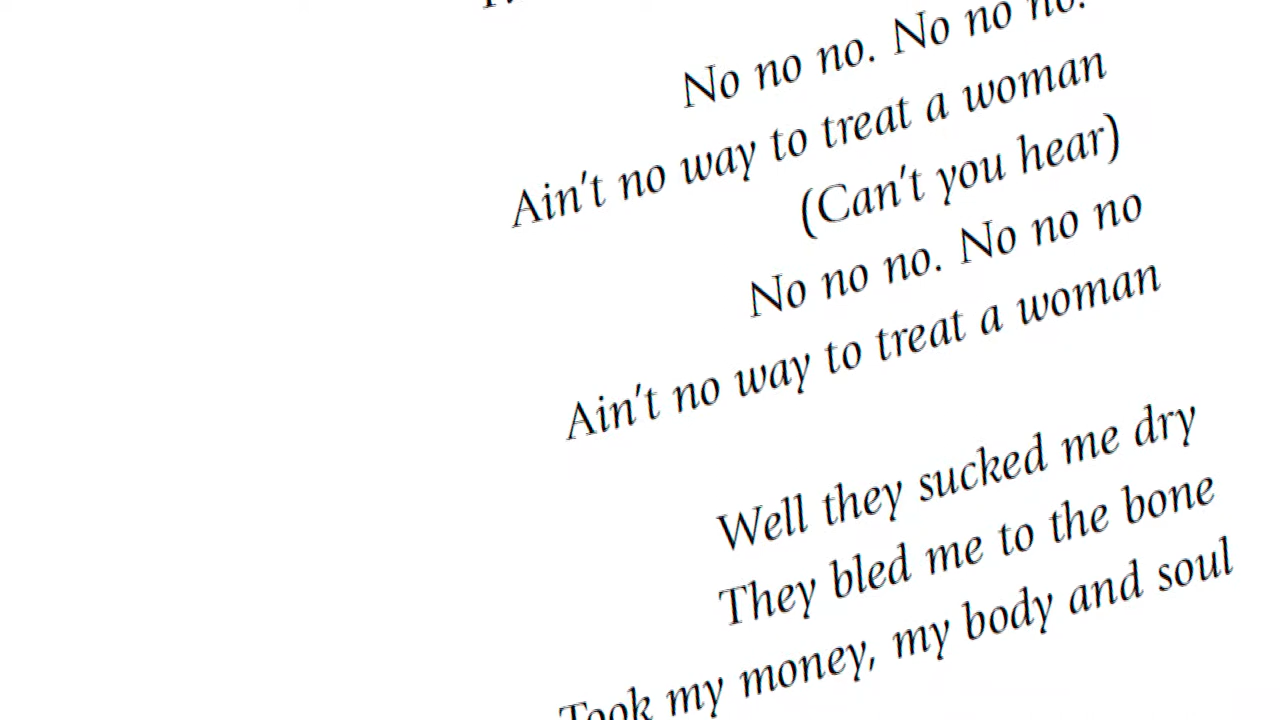 No no no. No no no.
Ain't no way to treat a woman
(Can't you hear)
No no no. No no no
Ain't no way to treat a woman
Well they sucked me dry
They bled me to the bone
Took my money, my body and soul